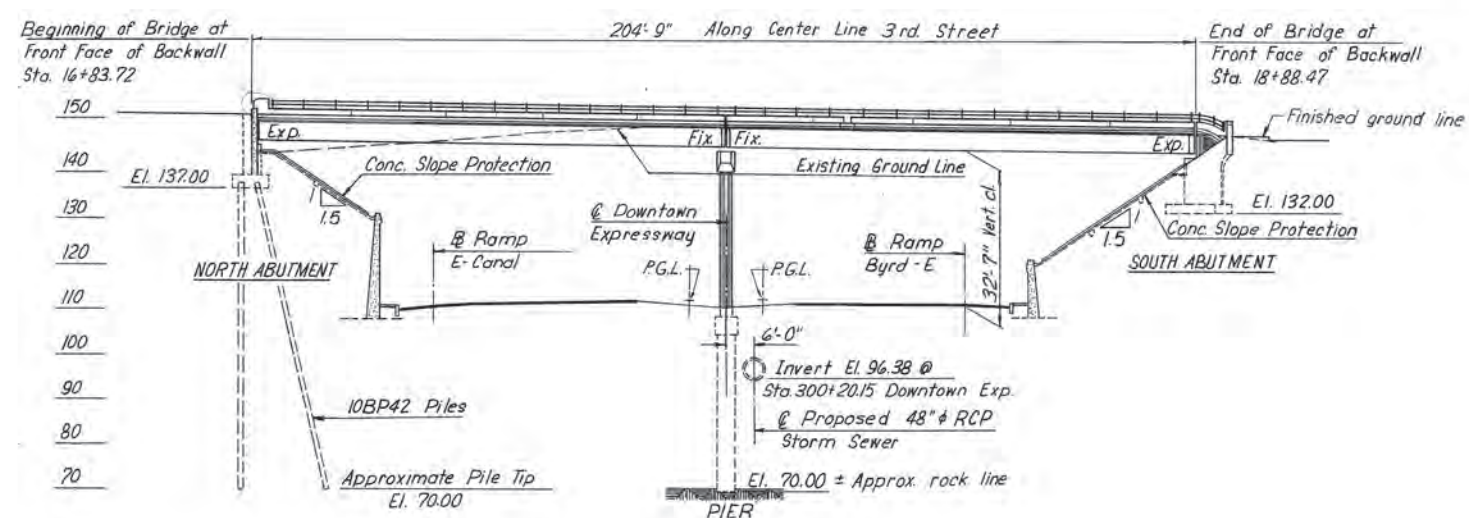 Beginning of Bridge at
Front Face of Backwall
Sta. 16+83.72
204'-9" Along Center Line 3rd. Street
End of Bridge at
Front Face of Backwall
Sta. 18+88.47
150
140
130
120
110
100
90
80
70
Exp.
Fix.
Fix.
Exp.
Finished ground line
Conc. Slope Protection
Existing Ground Line
El. 137.00
1
1.5
El. 132.00
1
1.5
Conc. Slope Protection
℄ Downtown
Expressway
NORTH ABUTMENT
SOUTH ABUTMENT
B Ramp
E-Canal
P.G.L.
P.G.L.
B Ramp
Byrd-E
32'-7" Vert. cl.
6'-0"
Invert El. 96.38 @
Sta. 300+20.15 Downtown Exp.
℄ Proposed 48" ϕ RCP
Storm Sewer
10BP42 Piles
Approximate Pile Tip
El. 70.00
El. 70.00 ± Approx. rock line
PIER